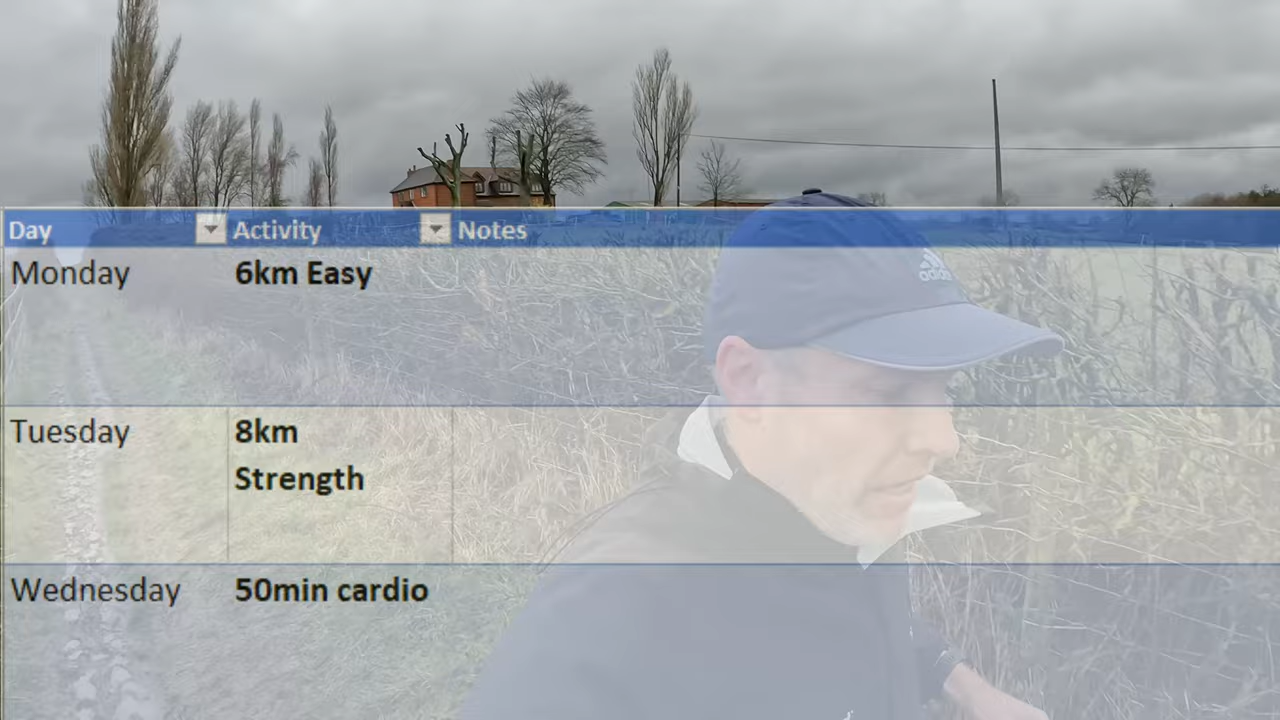 Day Activity Notes
Monday 6km Easy
Tuesday 8km
Strength
Wednesday 50min cardio
adidas